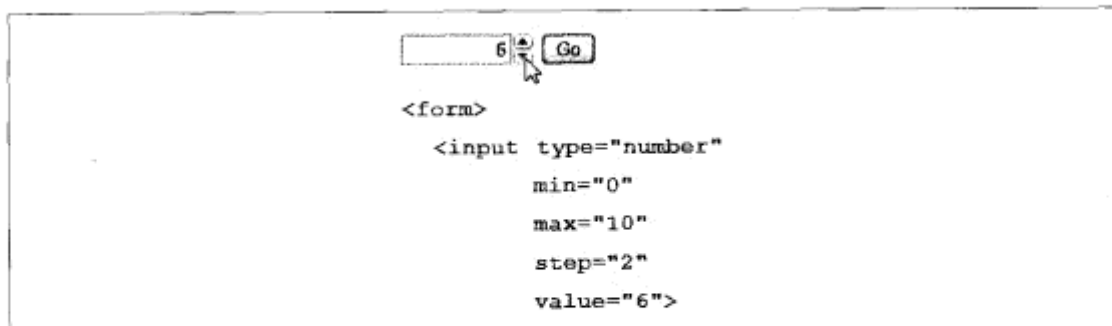 6 Go
<form>
<input type="number"
min="0"
max="10"
step="2"
value="6">